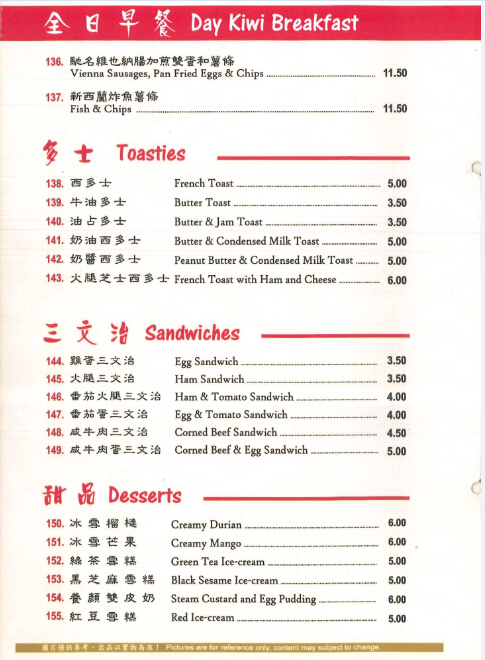 全日早餐 Day Kiwi Breakfast
136. 馳名維也納腸加煎雙蛋和薯條
Vienna Sausages, Pan Fried Eggs & Chips 11.50
137. 新西蘭炸魚薯條
Fish & Chips 11.50
多士 Toasties
138. 西多士 French Toast 5.00
139. 牛油多士 Butter Toast 3.50
140. 油占多士 Butter & Jam Toast 3.50
141. 奶油西多士 Butter & Condensed Milk Toast 5.00
142. 奶醬西多士 Peanut Butter & Condensed Milk Toast 5.00
143. 火腿芝士西多士 French Toast with Ham and Cheese 6.00
三文治 Sandwiches
144. 雞蛋三文治 Egg Sandwich 3.50
145. 火腿三文治 Ham Sandwich 3.50
146. 番茄火腿三文治 Ham & Tomato Sandwich 4.00
147. 番茄蛋三文治 Egg & Tomato Sandwich 4.00
148. 咸牛肉三文治 Corned Beef Sandwich 4.50
149. 咸牛肉蛋三文治 Corned Beef & Egg Sandwich 5.00
甜品 Desserts
150. 冰雪榴槤 Creamy Durian 6.00
151. 冰雪芒果 Creamy Mango 6.00
152. 綠茶雪糕 Green Tea Ice-cream 5.00
153. 黑芝麻雪糕 Black Sesame Ice-cream 5.00
154. 養顏雙皮奶 Steam Custard and Egg Pudding 6.00
155. 紅豆雪糕 Red Ice-cream 5.00
圖片僅供參考，出品以實物為準！ Pictures are for reference only, content may subject to change.